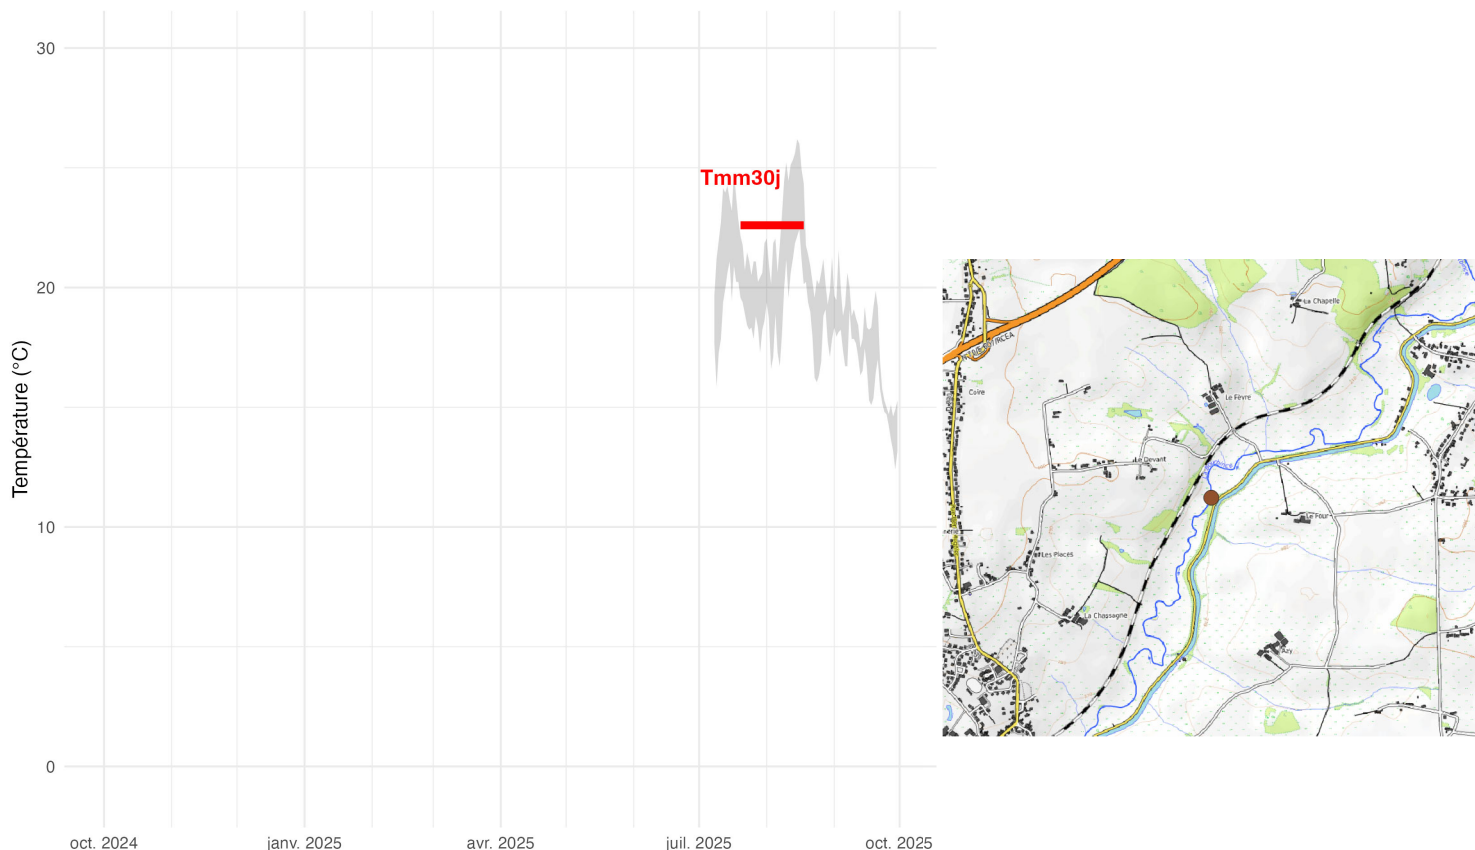 30
20
10
0
Température (°C)
Tmm30j
oct. 2024
janv. 2025
avr. 2025
juil. 2025
oct. 2025
La Chapelle
Coire
Le Fèvre
Le Devant
Le Four
Les Places
La Chassagne
Azy